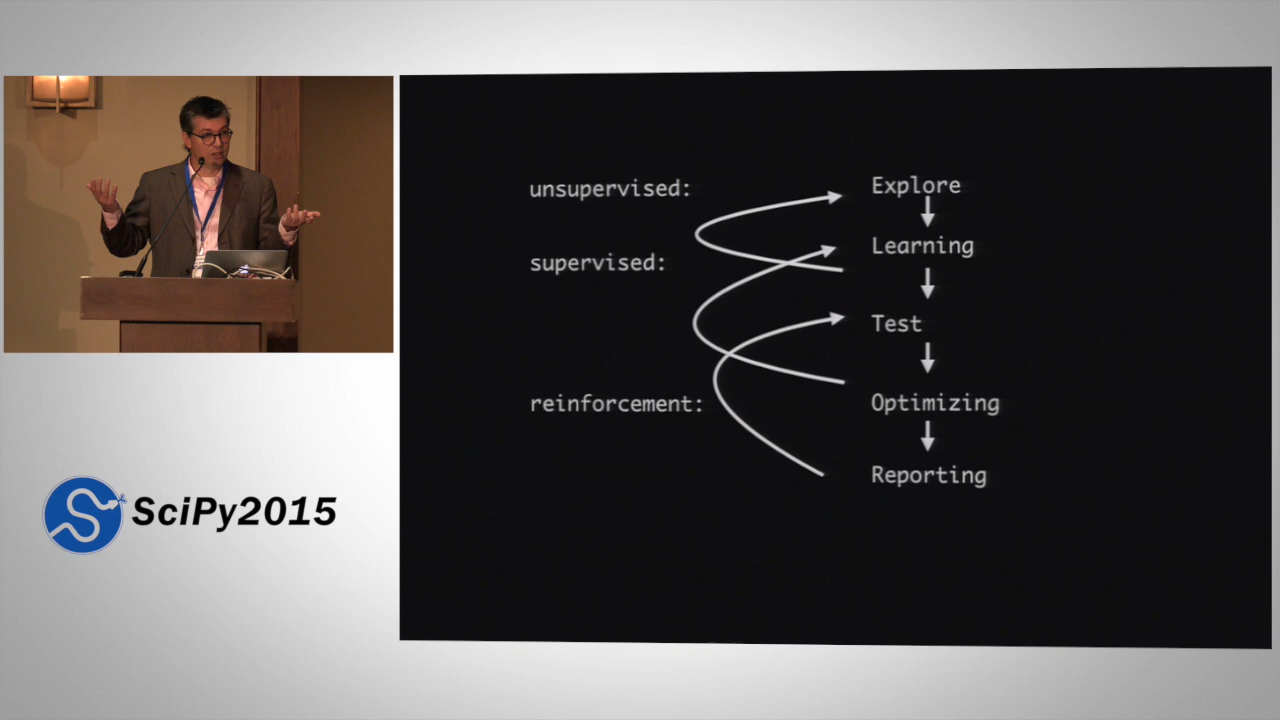 unsupervised:
Explore
Learning
supervised:
Test
reinforcement:
Optimizing
Reporting
SciPy2015